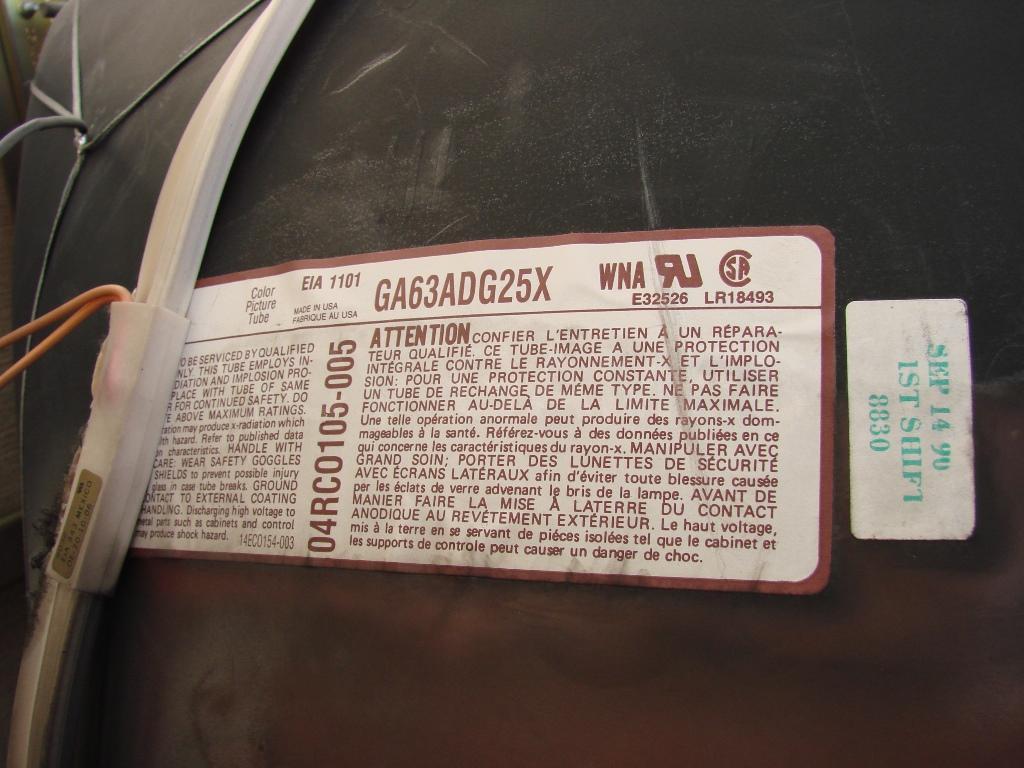 Color
Picture
Tube
EIA 1101
MADE IN USA
FABRIQUE AU USA
GA63ADG25X
WNA
E32526 LR18493
O BE SERVICED BY QUALIFIED
NLY. THIS TUBE EMPLOYS IN-
DIATION AND IMPLOSION PRO-
PLACE WITH TUBE OF SAME
R FOR CONTINUED SAFETY. DO
E ABOVE MAXIMUM RATINGS.
ration may produce x-radiation which
lth hazard. Refer to published data
n characteristics. HANDLE WITH
CARE: WEAR SAFETY GOGGLES
SHIELDS to prevent possible injury
glass in case tube breaks. GROUND
ONTACT TO EXTERNAL COATING
HANDLING. Discharging high voltage to
metal parts such as cabinets and control
may produce shock hazard.
14EC0154-003
04RC0105-005
ATTENTION CONFIER L'ENTRETIEN À UN RÉPARA-
TEUR QUALIFIÉ. CE TUBE-IMAGE A UNE PROTECTION
INTÉGRALE CONTRE LE RAYONNEMENT-X ET L'IMPLO-
SION: POUR UNE PROTECTION CONSTANTE, UTILISER
UN TUBE DE RECHANGE DE MÊME TYPE. NE PAS FAIRE
FONCTIONNER AU-DELÀ DE LA LIMITE MAXIMALE.
Une telle opération anormale peut produire des rayons-x dom-
mageables à la santé. Référez-vous à des données publiées en ce
qui concerne les caractéristiques du rayon-x. MANIPULER AVEC
GRAND SOIN; PORTER DES LUNETTES DE SÉCURITÉ
AVEC ÉCRANS LATÉRAUX afin d'éviter toute blessure causée
par les éclats de verre advenant le bris de la lampe. AVANT DE
MANIER FAIRE LA MISE À LATERRE DU CONTACT
ANODIQUE AU REVÊTEMENT EXTÉRIEUR. Le haut voltage,
mis à la terre en se servant de piéces isolées tel que le cabinet et
les supports de controle peut causer un danger de choc.
SEP 14 90
1ST SHIFT
8830
MEXICO